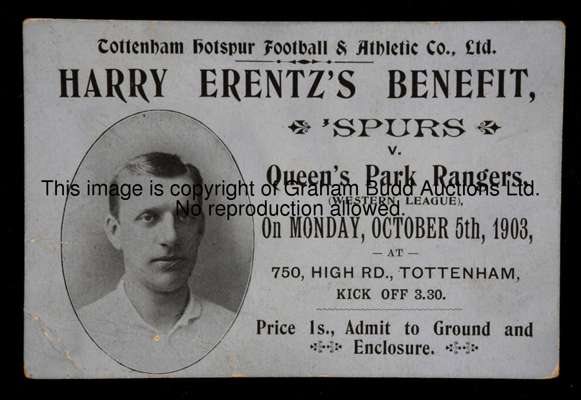 Tottenham Hotspur Football & Athletic Co., Ltd.
HARRY ERENTZ'S BENEFIT,
'SPURS
v.
Queen's Park Rangers,
(WESTERN LEAGUE),
On MONDAY, OCTOBER 5th, 1903,
— AT —
750, HIGH RD., TOTTENHAM,
KICK OFF 3.30.
Price 1s., Admit to Ground and
Enclosure.
This image is copyright of Graham Budd Auctions Ltd.
No reproduction allowed.